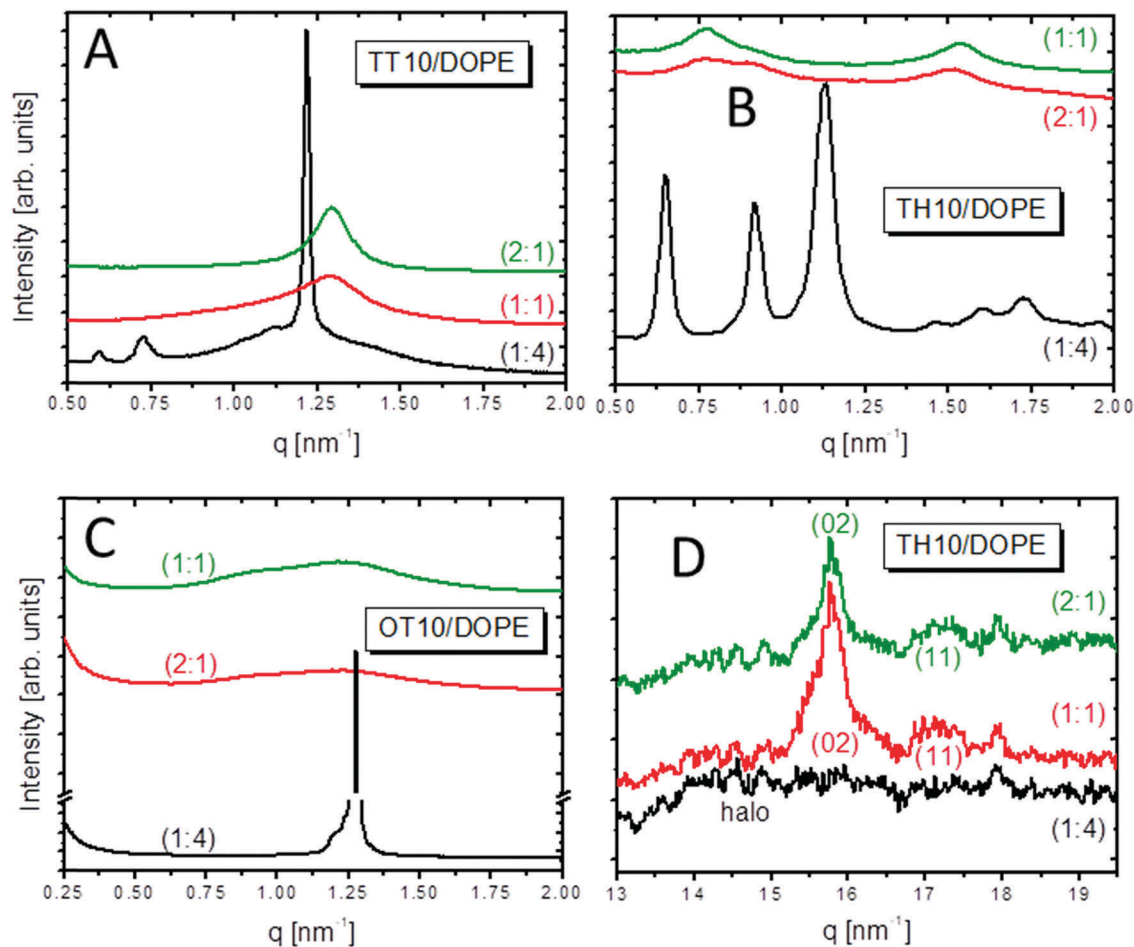 A
TT10/DOPE
(2:1)
(1:1)
(1:4)
Intensity [arb. units]
0.50 0.75 1.00 1.25 1.50 1.75 2.00
q [nm⁻¹]
(1:1)
(2:1)
B
TH10/DOPE
(1:4)
0.50 0.75 1.00 1.25 1.50 1.75 2.00
q [nm⁻¹]
C
(1:1)
OT10/DOPE
(2:1)
(1:4)
Intensity [arb. units]
0.25 0.50 0.75 1.00 1.25 1.50 1.75 2.00
q [nm⁻¹]
(02)
D
TH10/DOPE
(2:1)
(11)
(1:1)
(02)
(11)
halo
(1:4)
13 14 15 16 17 18 19
q [nm⁻¹]